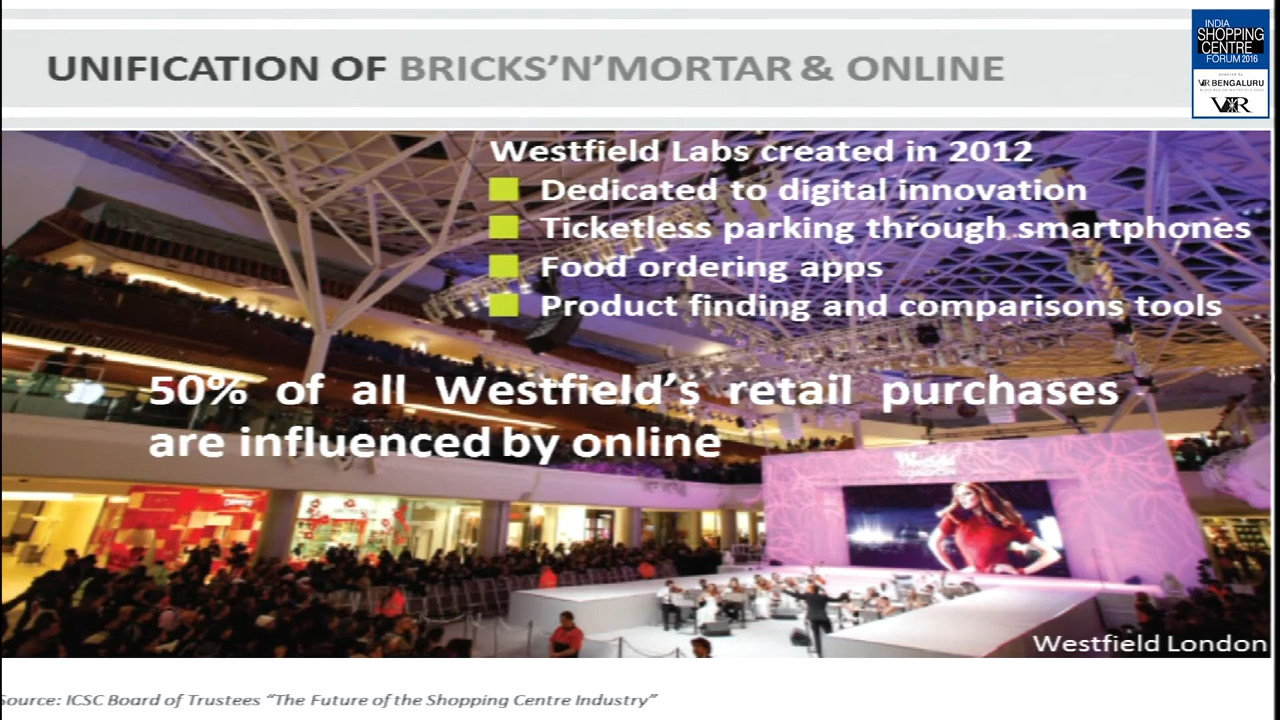 UNIFICATION OF BRICKS’N’MORTAR & ONLINE
INDIA
SHOPPING
CENTRE
FORUM 2016
VR BENGALURU
VR
Westfield Labs created in 2012
Dedicated to digital innovation
Ticketless parking through smartphones
Food ordering apps
Product finding and comparisons tools
50% of all Westfield’s retail purchases
are influenced by online
Westfield
Westfield London
Source: ICSC Board of Trustees “The Future of the Shopping Centre Industry”